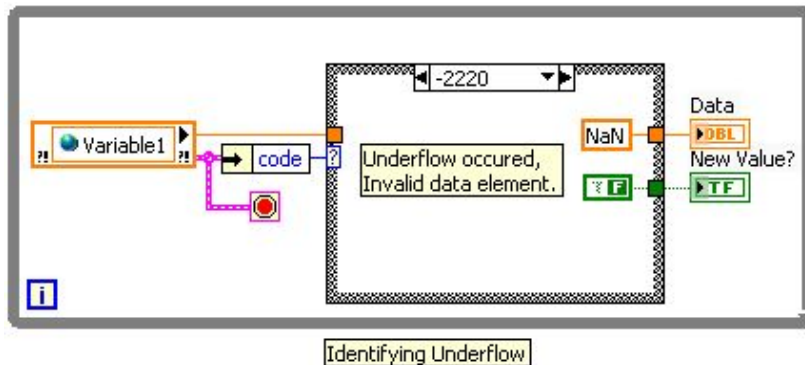 -2220
Data
NaN
DBL
?!
Variable1
?!
code
?
Underflow occured,
Invalid data element.
New Value?
F
TF
i
Identifying Underflow